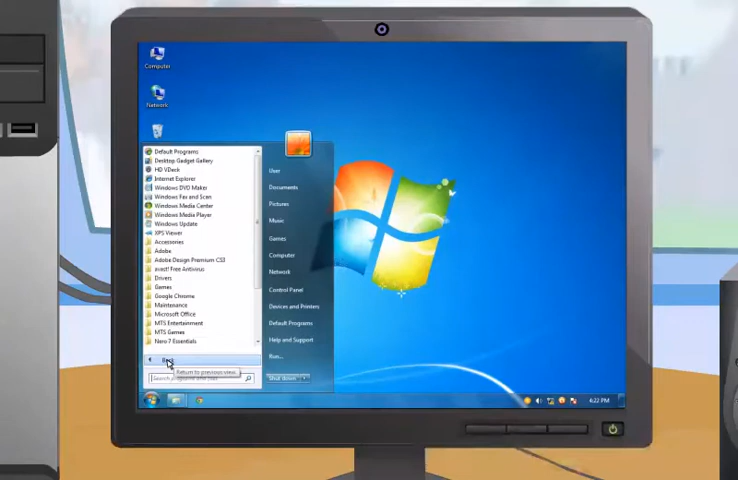 Computer
Network
Default Programs
Desktop Gadget Gallery
HD VDeck
Internet Explorer
Windows DVD Maker
Windows Fax and Scan
Windows Media Center
Windows Media Player
Windows Update
XPS Viewer
Accessories
Adobe
Adobe Design Premium CS3
avast! Free Antivirus
Drivers
Games
Google Chrome
Maintenance
Microsoft Office
MTS Entertainment
MTS Games
Nero 7 Essentials
Back
Return to previous view
Search programs and files
User
Documents
Pictures
Music
Games
Computer
Network
Control Panel
Devices and Printers
Default Programs
Help and Support
Run...
Shut down
6:22 PM